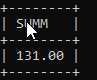 +--------+
| SUMM   |
+--------+
| 131.00 |
+--------+